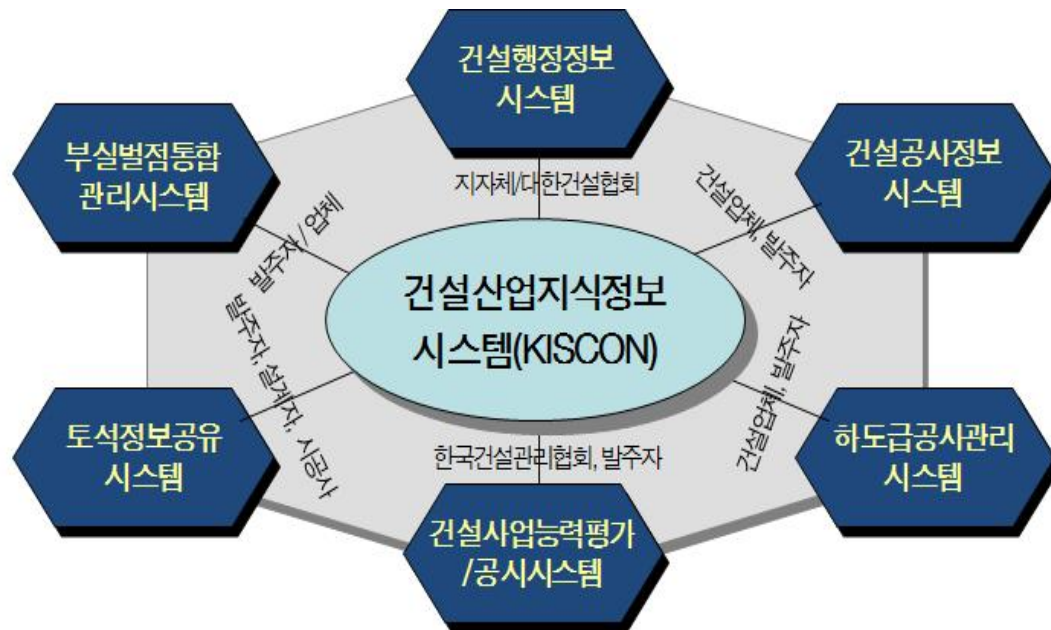 건설행정정보
시스템
부실벌점통합
관리시스템
건설공사정보
시스템
지자체/대한건설협회
발주자 / 업체
건설업체, 발주자
건설산업지식정보
시스템(KISCON)
발주자, 설계자, 시공사
건설업체, 발주자
토석정보공유
시스템
한국건설관리협회, 발주자
하도급공사관리
시스템
건설사업능력평가
/공시시스템